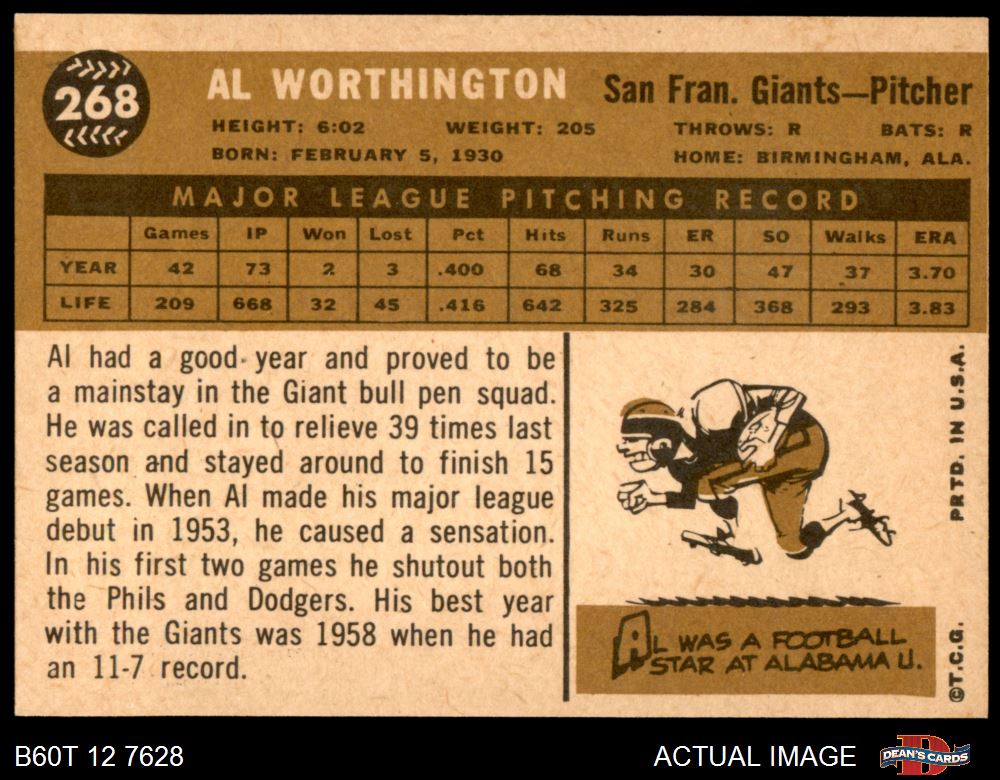 268
AL WORTHINGTON San Fran. Giants—Pitcher
HEIGHT: 6:02 WEIGHT: 205 THROWS: R BATS: R
BORN: FEBRUARY 5, 1930 HOME: BIRMINGHAM, ALA.
MAJOR LEAGUE PITCHING RECORD
Games IP Won Lost Pct Hits Runs ER SO Walks ERA
YEAR 42 73 2 3 .400 68 34 30 47 37 3.70
LIFE 209 668 32 45 .416 642 325 284 368 293 3.83
Al had a good year and proved to be
a mainstay in the Giant bull pen squad.
He was called in to relieve 39 times last
season and stayed around to finish 15
games. When Al made his major league
debut in 1953, he caused a sensation.
In his first two games he shutout both
the Phils and Dodgers. His best year
with the Giants was 1958 when he had
an 11-7 record.
AL WAS A FOOTBALL
STAR AT ALABAMA U.
©T.C.G. PRTD. IN U.S.A.
B60T 12 7628 ACTUAL IMAGE DEAN'S CARDS